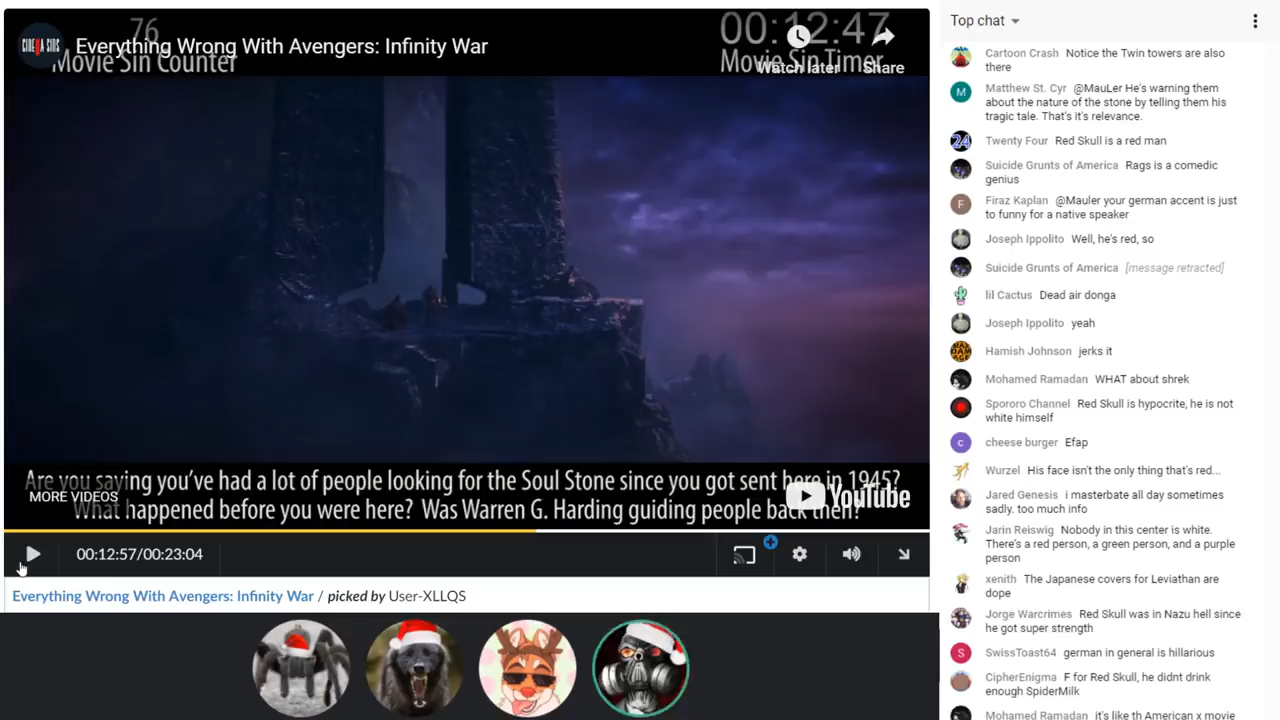 76
00:12:47
CINEMA SINS
Everything Wrong With Avengers: Infinity War
Movie Sin Counter
Movie Sin Timer
Watch later
Share
Are you saying you've had a lot of people looking for the Soul Stone since you got sent here in 1945?
What happened before you were here? Was Warren G. Harding guiding people back then?
MORE VIDEOS
YouTube
00:12:57/00:23:04
Everything Wrong With Avengers: Infinity War / picked by User-XLLQS
Top chat
Cartoon Crash Notice the Twin towers are also
there
M
Matthew St. Cyr @MauLer He's warning them
about the nature of the stone by telling them his
tragic tale. That's it's relevance.
24
Twenty Four Red Skull is a red man
Suicide Grunts of America Rags is a comedic
genius
F
Firaz Kaplan @Mauler your german accent is just
to funny for a native speaker
Joseph Ippolito Well, he's red, so
Suicide Grunts of America [message retracted]
lil Cactus Dead air donga
Joseph Ippolito yeah
Hamish Johnson jerks it
Mohamed Ramadan WHAT about shrek
Spororo Channel Red Skull is hypocrite, he is not
white himself
c
cheese burger Efap
Wurzel His face isn't the only thing that's red...
Jared Genesis i masterbate all day sometimes
sadly. too much info
Jarin Reiswig Nobody in this center is white.
There's a red person, a green person, and a purple
person
xenith The Japanese covers for Leviathan are
dope
Jorge Warcrimes Red Skull was in Nazu hell since
he got super strength
S
SwissToast64 german in general is hillarious
CipherEnigma F for Red Skull, he didnt drink
enough SpiderMilk
Mohamed Ramadan it's like th American x movie